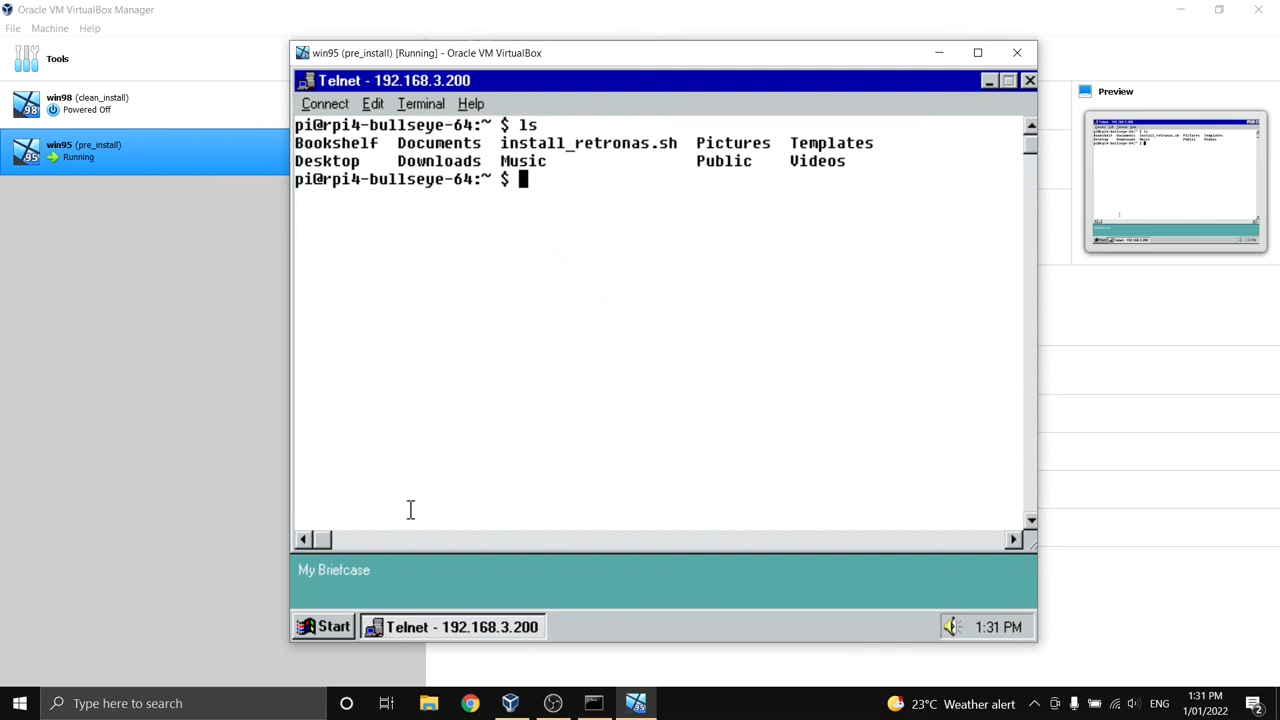 Oracle VM VirtualBox Manager
File Machine Help
Tools
win98 (clean_install)
Powered Off
win95 (pre_install)
Running
win95 (pre_install) [Running] - Oracle VM VirtualBox
Telnet - 192.168.3.200
Connect Edit Terminal Help
pi@rpi4-bullseye-64:~ $ ls
Bookshelf Documents install_retronas.sh Pictures Templates
Desktop Downloads Music Public Videos
pi@rpi4-bullseye-64:~ $
My Briefcase
Start Telnet - 192.168.3.200 1:31 PM
Preview
Type here to search
23°C Weather alert
ENG
1:31 PM
1/01/2022
2